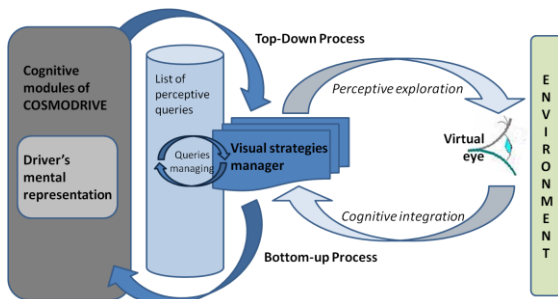 Top-Down Process
Cognitive
modules of
COSMODRIVE
Driver's
mental
representation
List of
perceptive
queries
Queries
managing
Visual strategies
manager
Perceptive exploration
Virtual
eye
Cognitive integration
Bottom-up Process
ENVIRONMENT